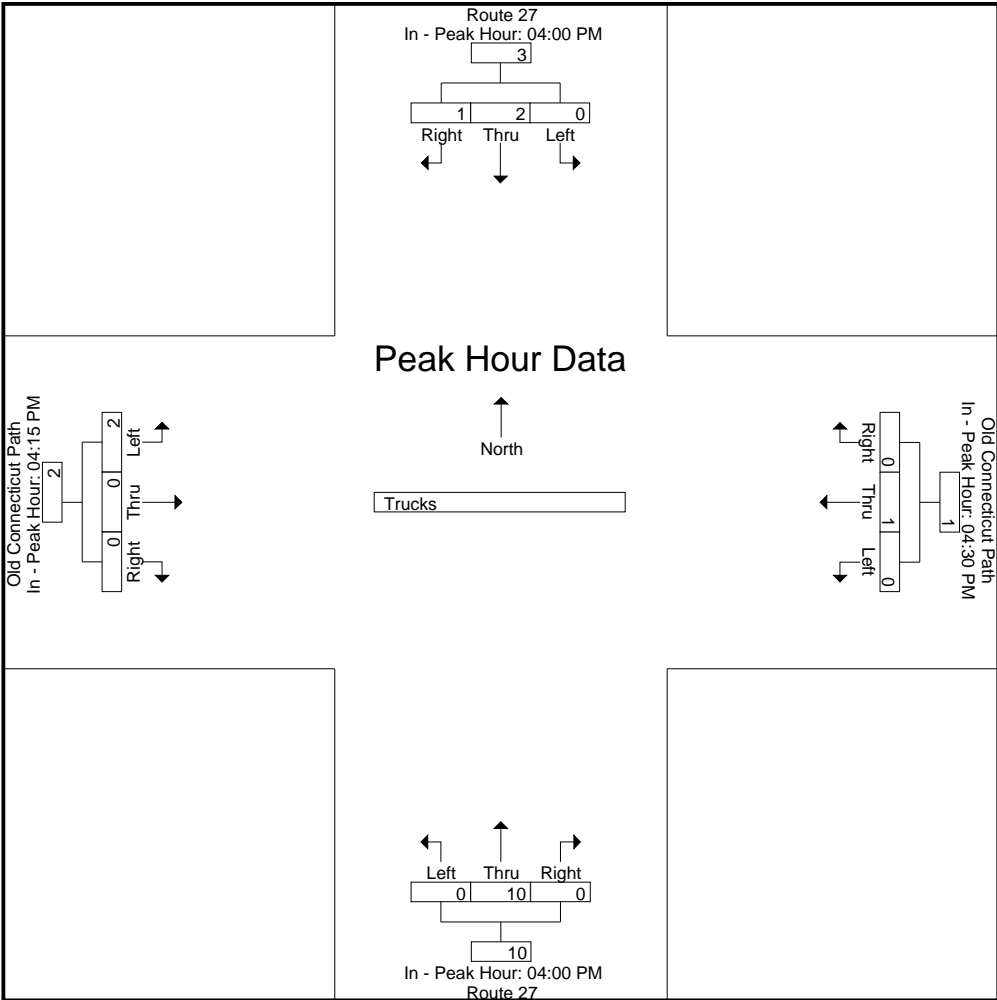 Route 27
In - Peak Hour: 04:00 PM
3
1 2 0
Right Thru Left
Peak Hour Data
North
Trucks
Old Connecticut Path
In - Peak Hour: 04:15 PM
2
2 0 0
Left Thru Right
Old Connecticut Path
In - Peak Hour: 04:30 PM
1
0 1 0
Right Thru Left
Left Thru Right
0 10 0
10
In - Peak Hour: 04:00 PM
Route 27